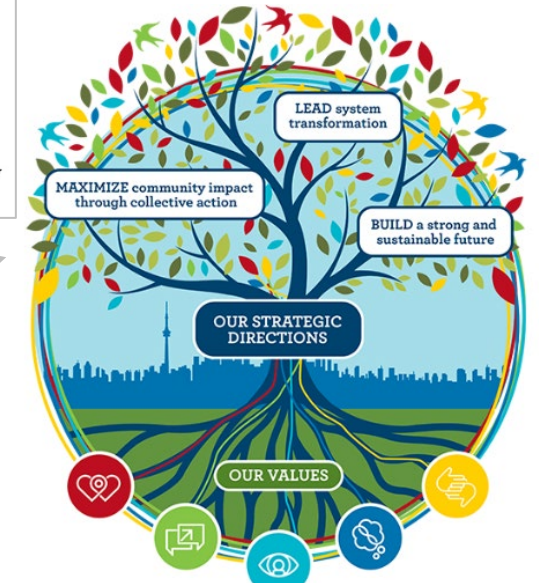 LEAD system
transformation
MAXIMIZE community impact
through collective action
BUILD a strong and
sustainable future
OUR STRATEGIC
DIRECTIONS
OUR VALUES